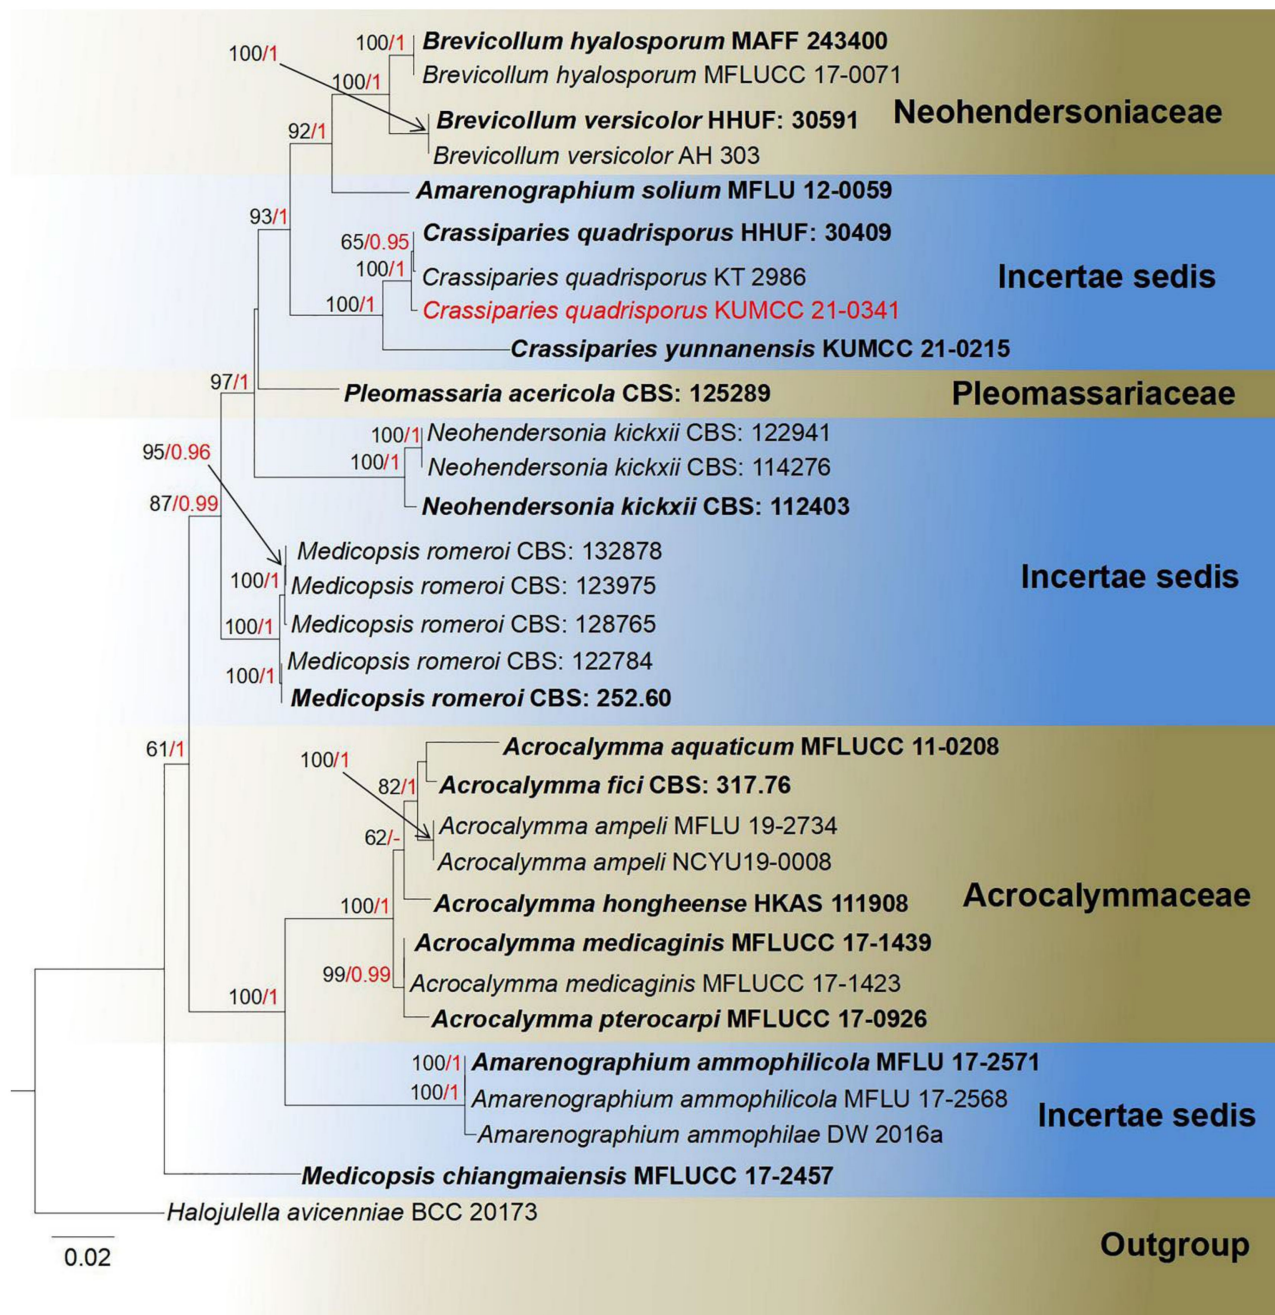 100/1
Brevicollum hyalosporum MAFF 243400
100/1
Brevicollum hyalosporum MFLUCC 17-0071
100/1
Neohendersoniaceae
Brevicollum versicolor HHUF: 30591
92/1
Brevicollum versicolor AH 303
Amarenographium solium MFLU 12-0059
93/1
Crassiparies quadrisporus HHUF: 30409
65/0.95
100/1
Crassiparies quadrisporus KT 2986
Incertae sedis
100/1
Crassiparies quadrisporus KUMCC 21-0341
Crassiparies yunnanensis KUMCC 21-0215
97/1
Pleomassaria acericola CBS: 125289
Pleomassariaceae
100/1
Neohendersonia kickxii CBS: 122941
95/0.96
100/1
Neohendersonia kickxii CBS: 114276
87/0.99
Neohendersonia kickxii CBS: 112403
Medicopsis romeroi CBS: 132878
100/1
Medicopsis romeroi CBS: 123975
Incertae sedis
100/1
Medicopsis romeroi CBS: 128765
Medicopsis romeroi CBS: 122784
100/1
Medicopsis romeroi CBS: 252.60
61/1
Acrocalymma aquaticum MFLUCC 11-0208
100/1
82/1
Acrocalymma fici CBS: 317.76
62/-
Acrocalymma ampeli MFLU 19-2734
Acrocalymma ampeli NCYU19-0008
Acrocalymmaceae
100/1
Acrocalymma hongheense HKAS 111908
Acrocalymma medicaginis MFLUCC 17-1439
99/0.99
Acrocalymma medicaginis MFLUCC 17-1423
100/1
Acrocalymma pterocarpi MFLUCC 17-0926
100/1
Amarenographium ammophilicola MFLU 17-2571
100/1
Amarenographium ammophilicola MFLU 17-2568
Incertae sedis
Amarenographium ammophilae DW 2016a
Medicopsis chiangmaiensis MFLUCC 17-2457
Halojulella avicenniae BCC 20173
0.02
Outgroup